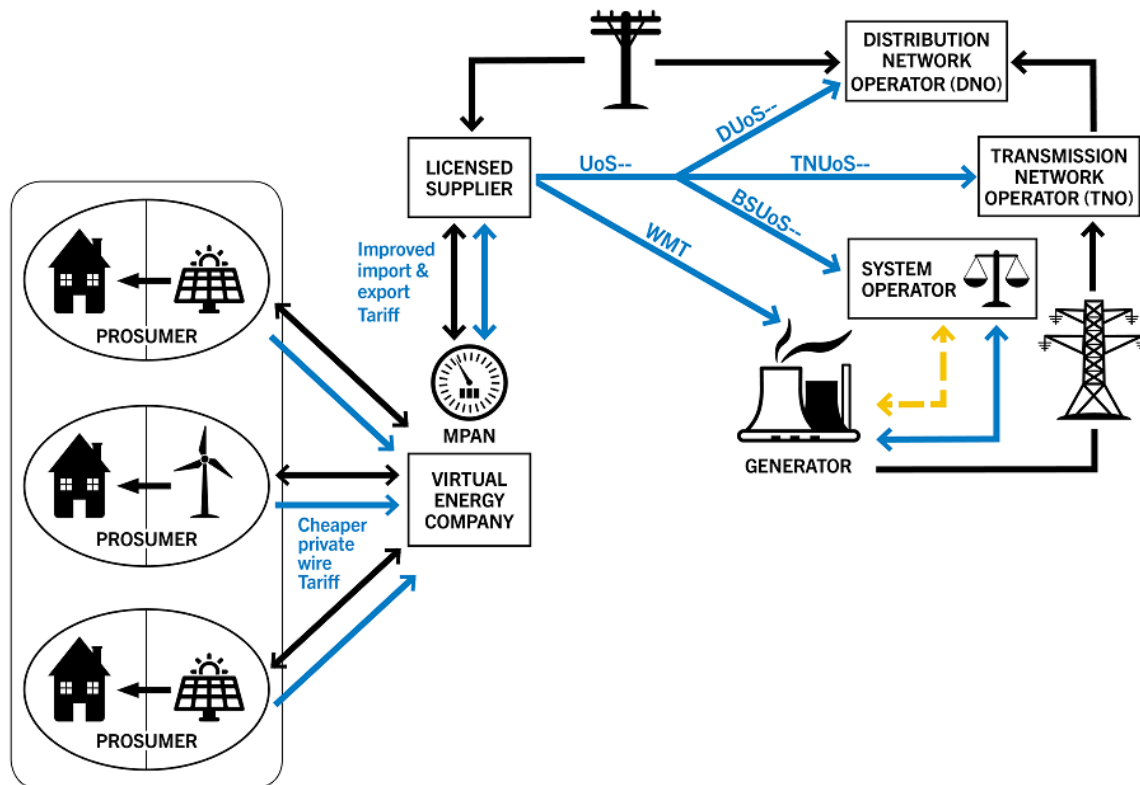 DISTRIBUTION
NETWORK
OPERATOR (DNO)
DUoS--
LICENSED
SUPPLIER
UoS--
TNUoS--
TRANSMISSION
NETWORK
OPERATOR (TNO)
BSUoS--
WMT
Improved
import &
export
Tariff
SYSTEM
OPERATOR
PROSUMER
MPAN
GENERATOR
VIRTUAL
ENERGY
COMPANY
PROSUMER
Cheaper
private
wire
Tariff
PROSUMER